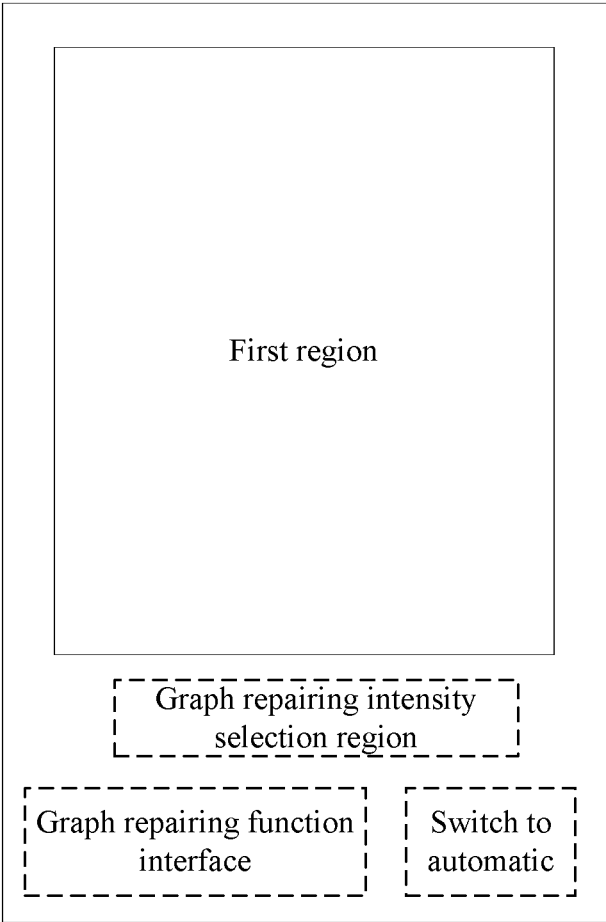 First region
Graph repairing intensity
selection region
Graph repairing function
interface
Switch to
automatic